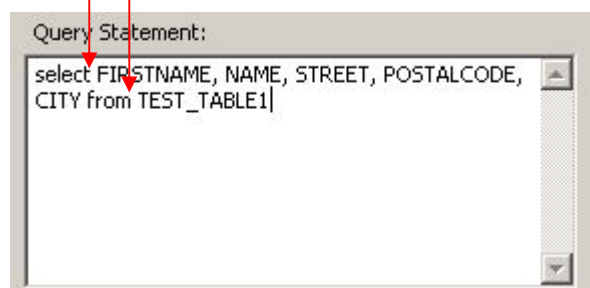 Query Statement:
select FIRSTNAME, NAME, STREET, POSTALCODE,
CITY from TEST_TABLE1